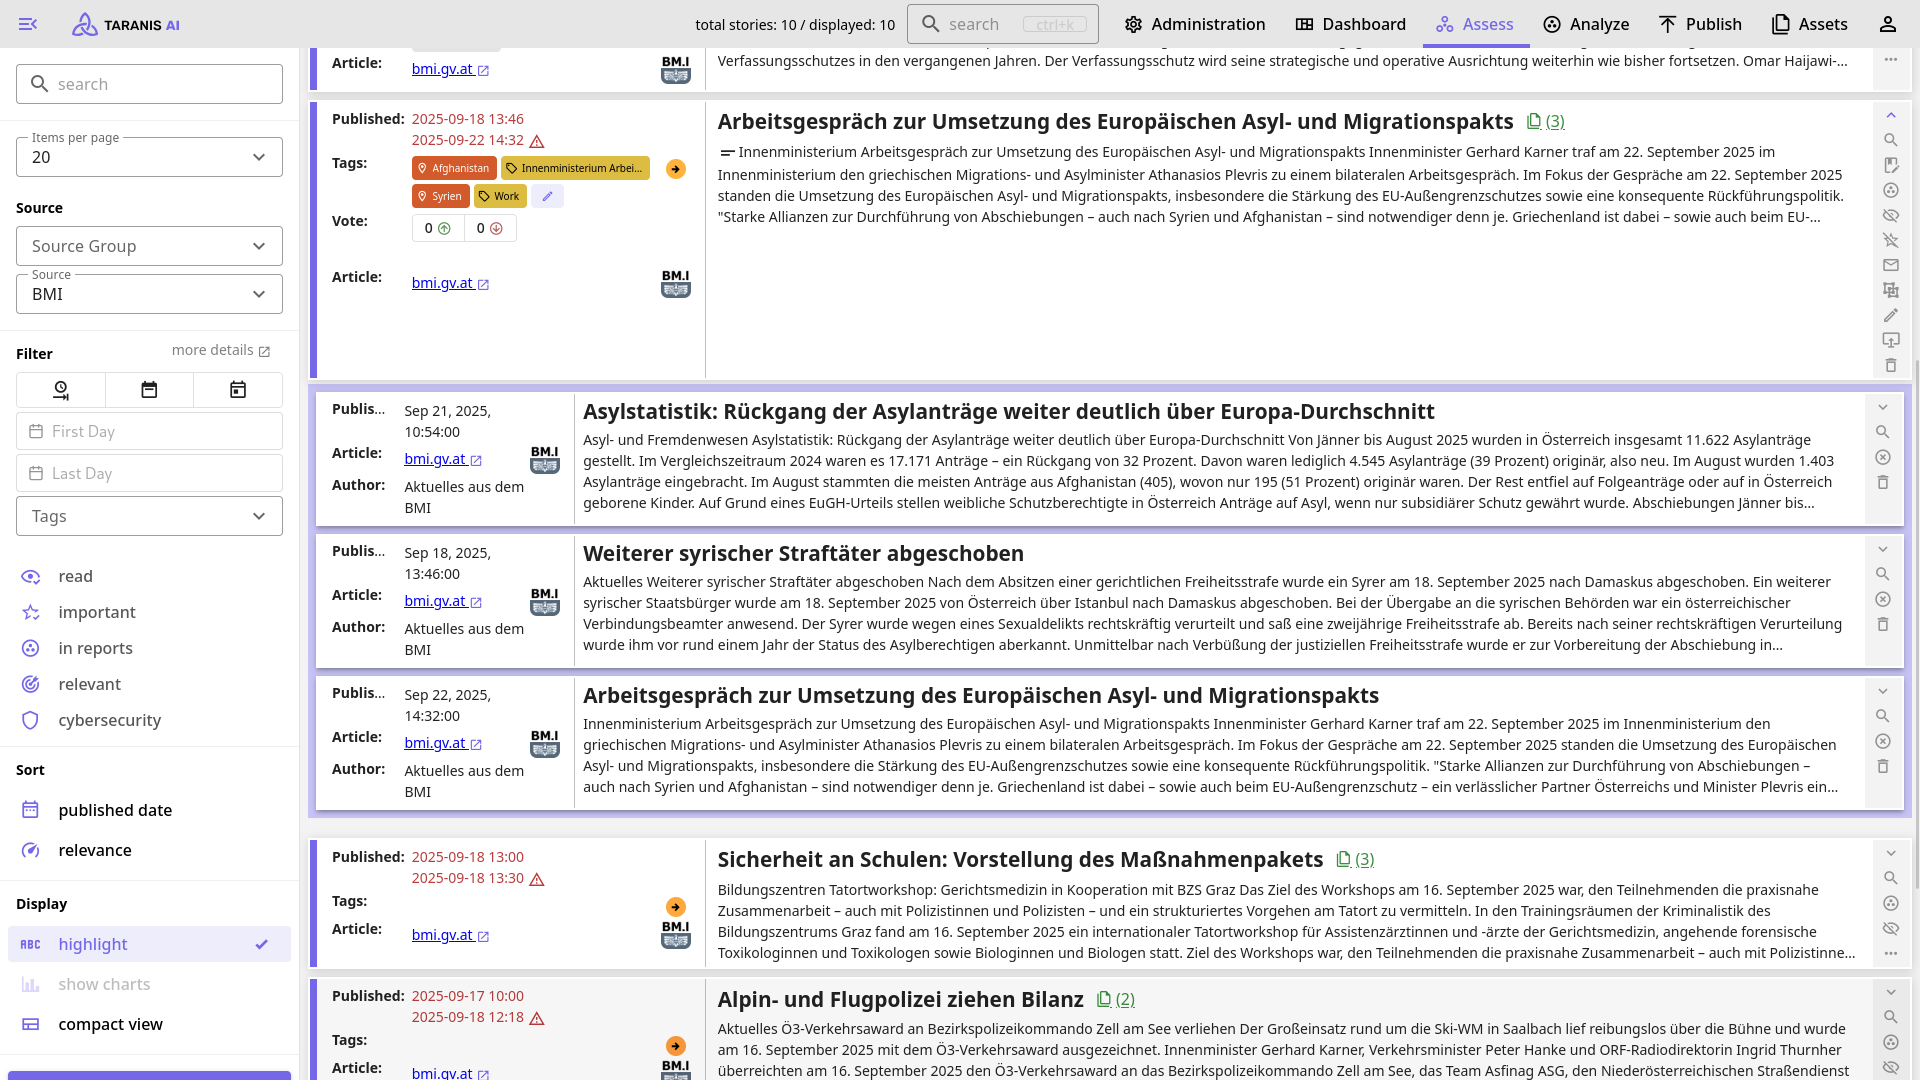 TARANIS AI
total stories: 10 / displayed: 10
search
ctrl+k
Administration
Dashboard
Assess
Analyze
Publish
Assets
search
Items per page
20
Source
Source Group
Source
BMI
Filter
more details
First Day
Last Day
Tags
read
important
in reports
relevant
cybersecurity
Sort
published date
relevance
Display
ABC
highlight
show charts
compact view
Article:
bmi.gv.at
BM.I
Verfassungsschutzes in den vergangenen Jahren. Der Verfassungsschutz wird seine strategische und operative Ausrichtung weiterhin wie bisher fortsetzen. Omar Haijawi-...
Published:
2025-09-18 13:46
2025-09-22 14:32
Tags:
Afghanistan
Innenministerium Arbei...
Syrien
Work
Vote:
0
0
Article:
bmi.gv.at
BM.I
Arbeitsgespräch zur Umsetzung des Europäischen Asyl- und Migrationspakts (3)
Innenministerium Arbeitsgespräch zur Umsetzung des Europäischen Asyl- und Migrationspakts Innenminister Gerhard Karner traf am 22. September 2025 im
Innenministerium den griechischen Migrations- und Asylminister Athanasios Plevris zu einem bilateralen Arbeitsgespräch. Im Fokus der Gespräche am 22. September 2025
standen die Umsetzung des Europäischen Asyl- und Migrationspakts, insbesondere die Stärkung des EU-Außengrenzschutzes sowie eine konsequente Rückführungspolitik.
"Starke Allianzen zur Durchführung von Abschiebungen – auch nach Syrien und Afghanistan – sind notwendiger denn je. Griechenland ist dabei – sowie auch beim EU-...
Publis...
Sep 21, 2025,
10:54:00
Article:
bmi.gv.at
BM.I
Author:
Aktuelles aus dem
BMI
Asylstatistik: Rückgang der Asylanträge weiter deutlich über Europa-Durchschnitt
Asyl- und Fremdenwesen Asylstatistik: Rückgang der Asylanträge weiter deutlich über Europa-Durchschnitt Von Jänner bis August 2025 wurden in Österreich insgesamt 11.622 Asylanträge
gestellt. Im Vergleichszeitraum 2024 waren es 17.171 Anträge – ein Rückgang von 32 Prozent. Davon waren lediglich 4.545 Asylanträge (39 Prozent) originär, also neu. Im August wurden 1.403
Asylanträge eingebracht. Im August stammten die meisten Anträge aus Afghanistan (405), wovon nur 195 (51 Prozent) originär waren. Der Rest entfiel auf Folgeanträge oder auf in Österreich
geborene Kinder. Auf Grund eines EuGH-Urteils stellen weibliche Schutzberechtigte in Österreich Anträge auf Asyl, wenn nur subsidiärer Schutz gewährt wurde. Abschiebungen Jänner bis...
Publis...
Sep 18, 2025,
13:46:00
Article:
bmi.gv.at
BM.I
Author:
Aktuelles aus dem
BMI
Weiterer syrischer Straftäter abgeschoben
Aktuelles Weiterer syrischer Straftäter abgeschoben Nach dem Absitzen einer gerichtlichen Freiheitsstrafe wurde ein Syrer am 18. September 2025 nach Damaskus abgeschoben. Ein weiterer
syrischer Staatsbürger wurde am 18. September 2025 von Österreich über Istanbul nach Damaskus abgeschoben. Bei der Übergabe an die syrischen Behörden war ein österreichischer
Verbindungsbeamter anwesend. Der Syrer wurde wegen eines Sexualdelikts rechtskräftig verurteilt und saß eine zweijährige Freiheitsstrafe ab. Bereits nach seiner rechtskräftigen Verurteilung
wurde ihm vor rund einem Jahr der Status des Asylberechtigen aberkannt. Unmittelbar nach Verbüßung der justiziellen Freiheitsstrafe wurde er zur Vorbereitung der Abschiebung in...
Publis...
Sep 22, 2025,
14:32:00
Article:
bmi.gv.at
BM.I
Author:
Aktuelles aus dem
BMI
Arbeitsgespräch zur Umsetzung des Europäischen Asyl- und Migrationspakts
Innenministerium Arbeitsgespräch zur Umsetzung des Europäischen Asyl- und Migrationspakts Innenminister Gerhard Karner traf am 22. September 2025 im Innenministerium den
griechischen Migrations- und Asylminister Athanasios Plevris zu einem bilateralen Arbeitsgespräch. Im Fokus der Gespräche am 22. September 2025 standen die Umsetzung des Europäischen
Asyl- und Migrationspakts, insbesondere die Stärkung des EU-Außengrenzschutzes sowie eine konsequente Rückführungspolitik. "Starke Allianzen zur Durchführung von Abschiebungen –
auch nach Syrien und Afghanistan – sind notwendiger denn je. Griechenland ist dabei – sowie auch beim EU-Außengrenzschutz – ein verlässlicher Partner Österreichs und Minister Plevris ein...
Published:
2025-09-18 13:00
2025-09-18 13:30
Tags:
Article:
bmi.gv.at
BM.I
Sicherheit an Schulen: Vorstellung des Maßnahmenpakets (3)
Bildungszentren Tatortworkshop: Gerichtsmedizin in Kooperation mit BZS Graz Das Ziel des Workshops am 16. September 2025 war, den Teilnehmenden die praxisnahe
Zusammenarbeit – auch mit Polizistinnen und Polizisten – und ein strukturiertes Vorgehen am Tatort zu vermitteln. In den Trainingsräumen der Kriminalistik des
Bildungszentrums Graz fand am 16. September 2025 ein internationaler Tatortworkshop für Assistenzärztinnen und -ärzte der Gerichtsmedizin, angehende forensische
Toxikologinnen und Toxikologen sowie Biologinnen und Biologen statt. Ziel des Workshops war, den Teilnehmenden die praxisnahe Zusammenarbeit – auch mit Polizistinne...
Published:
2025-09-17 10:00
2025-09-18 12:18
Tags:
Article:
bmi.gv.at
BM.I
Alpin- und Flugpolizei ziehen Bilanz (2)
Aktuelles Ö3-Verkehrsaward an Bezirkspolizeikommando Zell am See verliehen Der Großeinsatz rund um die Ski-WM in Saalbach lief reibungslos über die Bühne und wurde
am 16. September 2025 mit dem Ö3-Verkehrsaward ausgezeichnet. Innenminister Gerhard Karner, Verkehrsminister Peter Hanke und ORF-Radiodirektorin Ingrid Thurnher
überreichten am 16. September 2025 den Ö3-Verkehrsaward an das Bezirkspolizeikommando Zell am See, das Team Asfinag ASG, den Niederösterreichischen Straßendienst